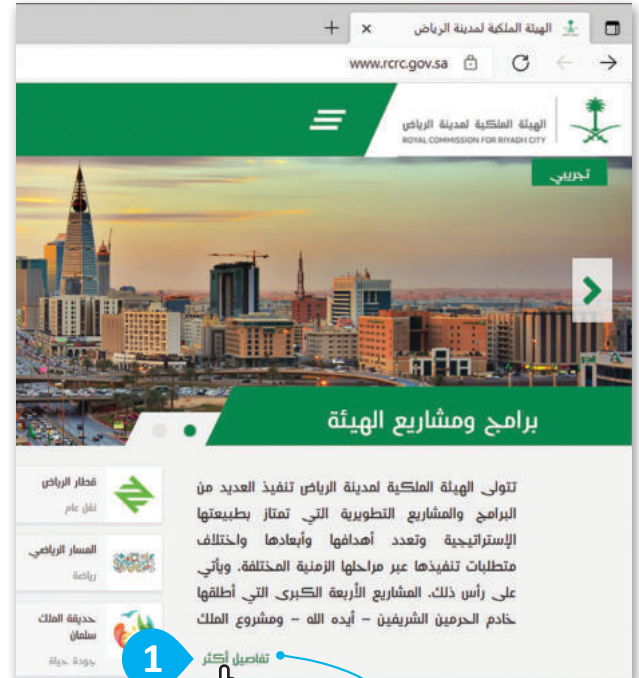 الهيئة الملكية لمدينة الرياض
www.rcrc.gov.sa
الهيئة الملكية لمدينة الرياض
ROYAL COMMISSION FOR RIYADH CITY
تجريبي
برامج ومشاريع الهيئة
تتولى الهيئة الملكية لمدينة الرياض تنفيذ العديد من
البرامج والمشاريع التطويرية التي تمتاز بطبيعتها
الإستراتيجية وتعدد أهدافها وأبعادها واختلاف
متطلبات تنفيذها عبر مراحلها الزمنية المختلفة. ويأتي
على رأس ذلك. المشاريع الأربعة الكبرى التي أطلقها
خادم الحرمين الشريفين – أيده الله – ومشروع الملك
تفاصيل أكثر
1
قطار الرياض
نقل عام
المسار الرياضي
رياضة
حديقة الملك
سلمان
جودة حياة